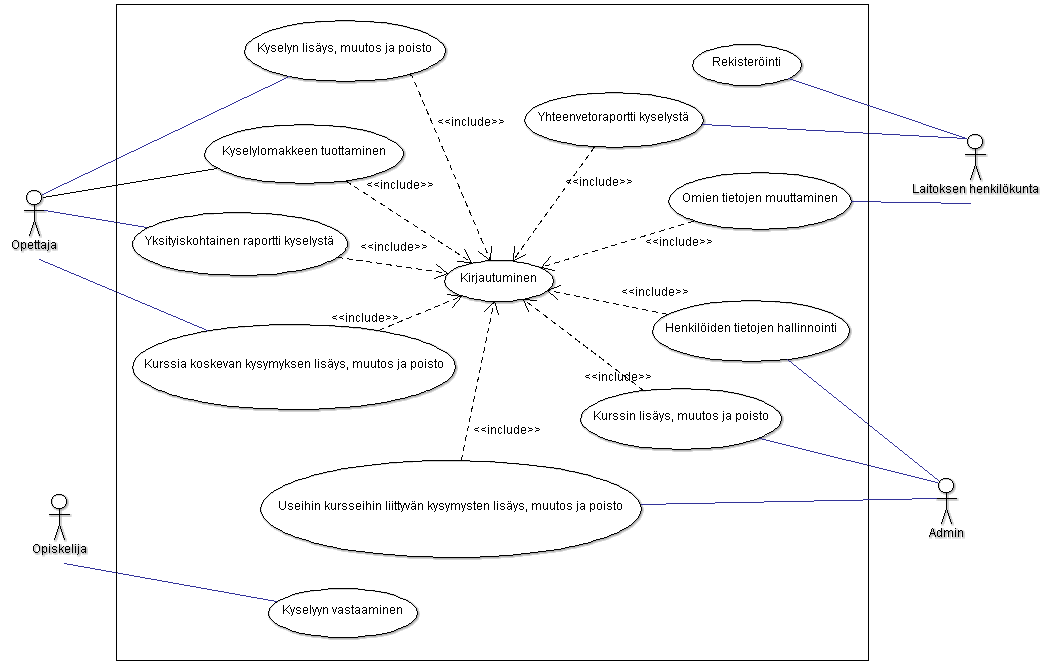 Kyselyn lisäys, muutos ja poisto
Rekisteröinti
<<include>>
Yhteenvetoraportti kyselystä
Kyselylomakkeen tuottaminen
<<include>>
<<include>>
Laitoksen henkilökunta
Omien tietojen muuttaminen
Opettaja
Yksityiskohtainen raportti kyselystä
<<include>>
<<include>>
Kirjautuminen
<<include>>
<<include>>
Henkilöiden tietojen hallinnointi
Kurssia koskevan kysymyksen lisäys, muutos ja poisto
<<include>>
Kurssin lisäys, muutos ja poisto
<<include>>
Useihin kursseihin liittyvän kysymysten lisäys, muutos ja poisto
Admin
Opiskelija
Kyselyyn vastaaminen